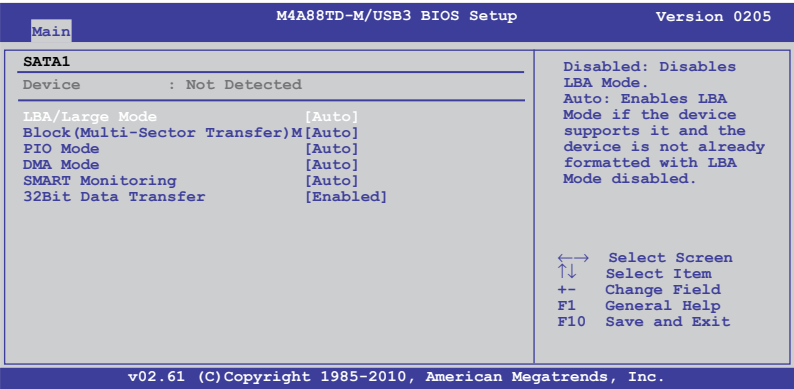 M4A88TD-M/USB3 BIOS Setup Version 0205
Main
SATA1
Device : Not Detected
LBA/Large Mode [Auto]
Block(Multi-Sector Transfer)M[Auto]
PIO Mode [Auto]
DMA Mode [Auto]
SMART Monitoring [Auto]
32Bit Data Transfer [Enabled]
Disabled: Disables
LBA Mode.
Auto: Enables LBA
Mode if the device
supports it and the
device is not already
formatted with LBA
Mode disabled.
←→ Select Screen
↑↓ Select Item
+- Change Field
F1 General Help
F10 Save and Exit
v02.61 (C)Copyright 1985-2010, American Megatrends, Inc.